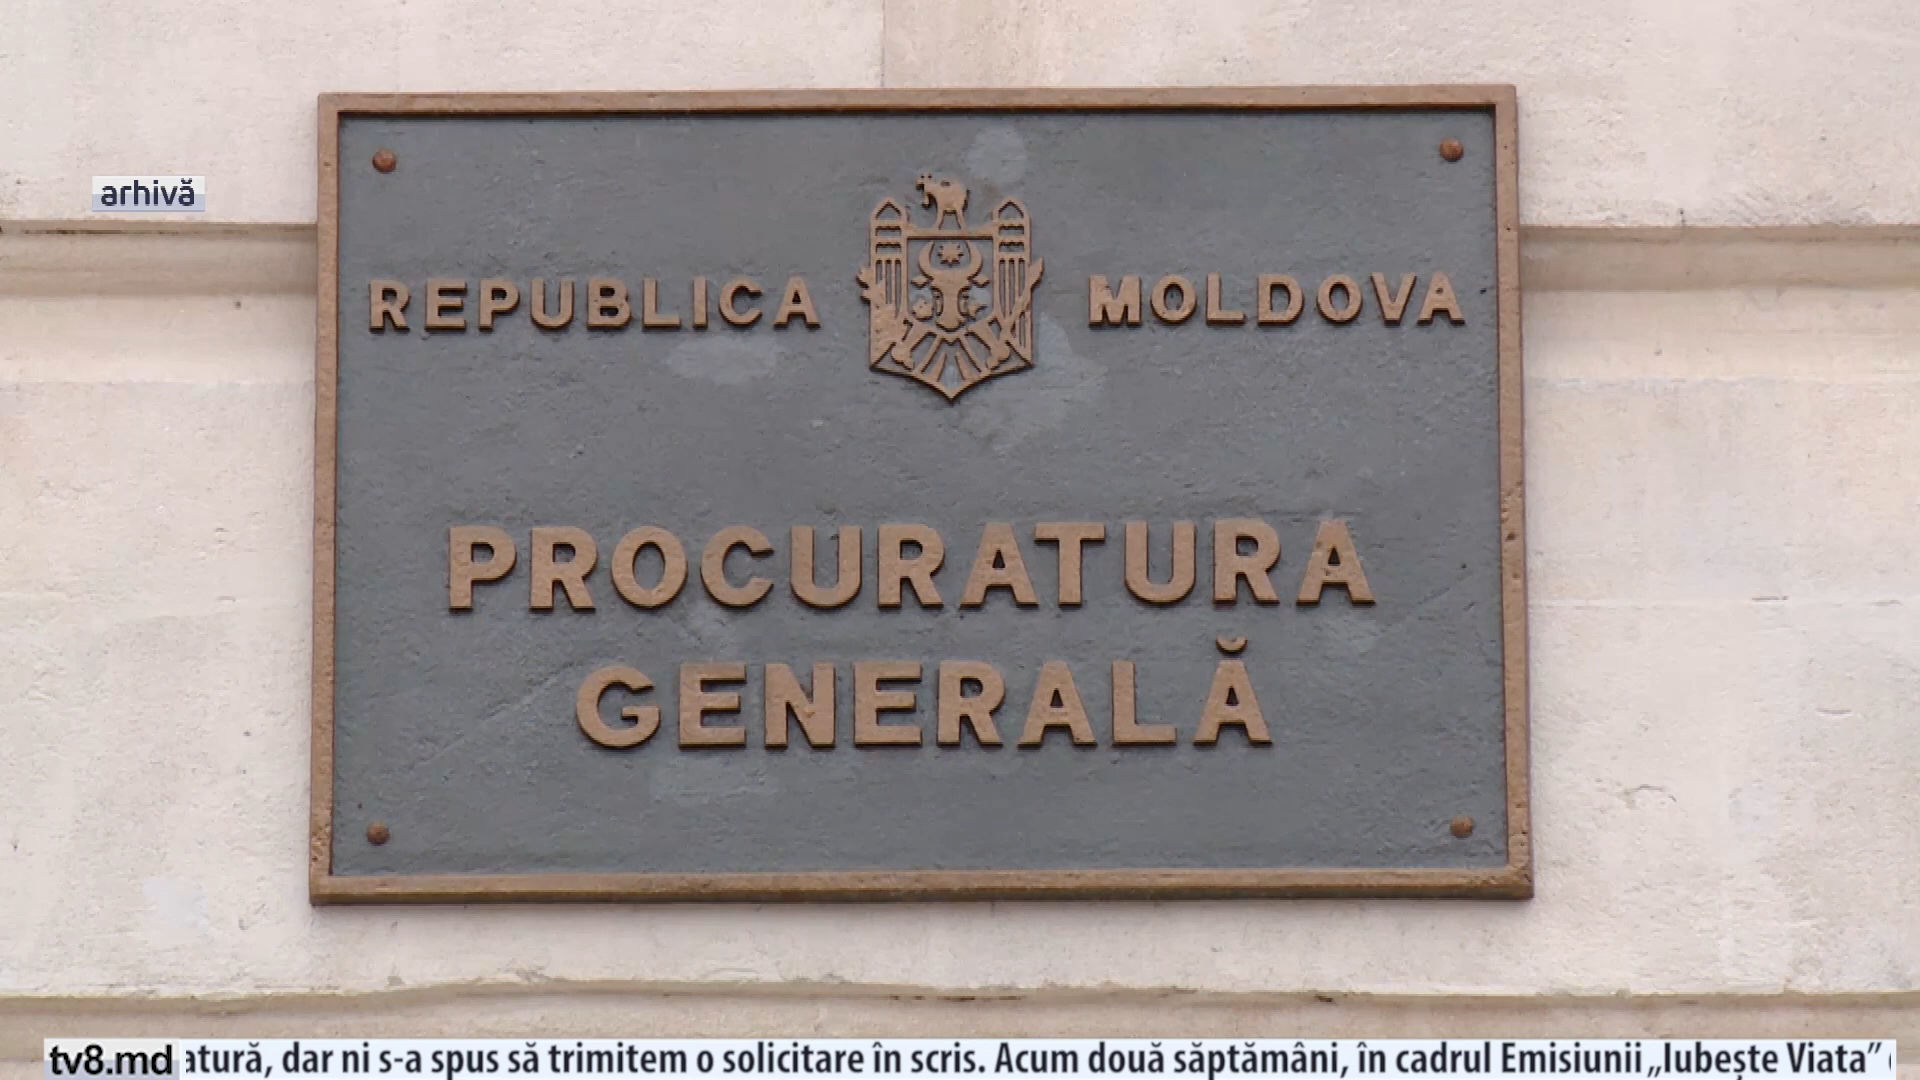 arhivă
REPUBLICA MOLDOVA
PROCURATURA
GENERALĂ
tv8.md atură, dar ni s-a spus să trimitem o solicitare în scris. Acum două săptămâni, în cadrul Emisiunii „Iubește Viata”